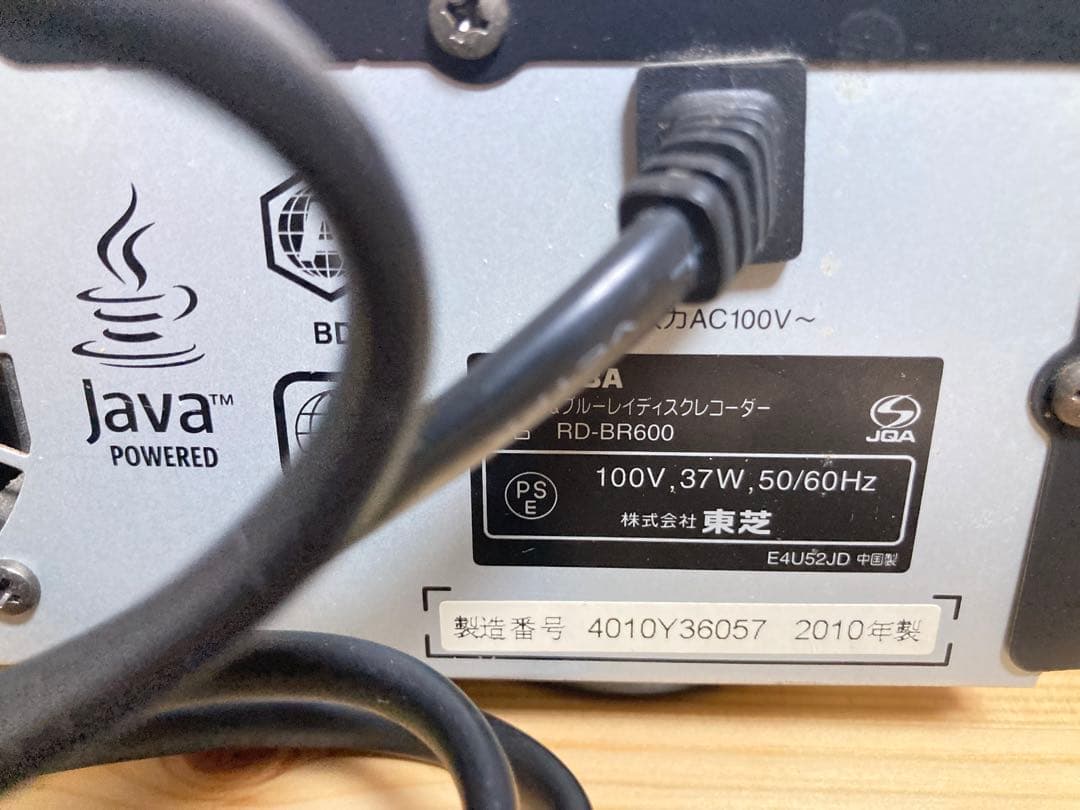 Java™
POWERED
BD
力AC100V～
BA
ブルーレイディスクレコーダー
RD-BR600
JQA
PS
E
100V,37W,50/60Hz
株式会社 東芝
E4U52JD 中国製
製造番号 4010Y36057 2010年製